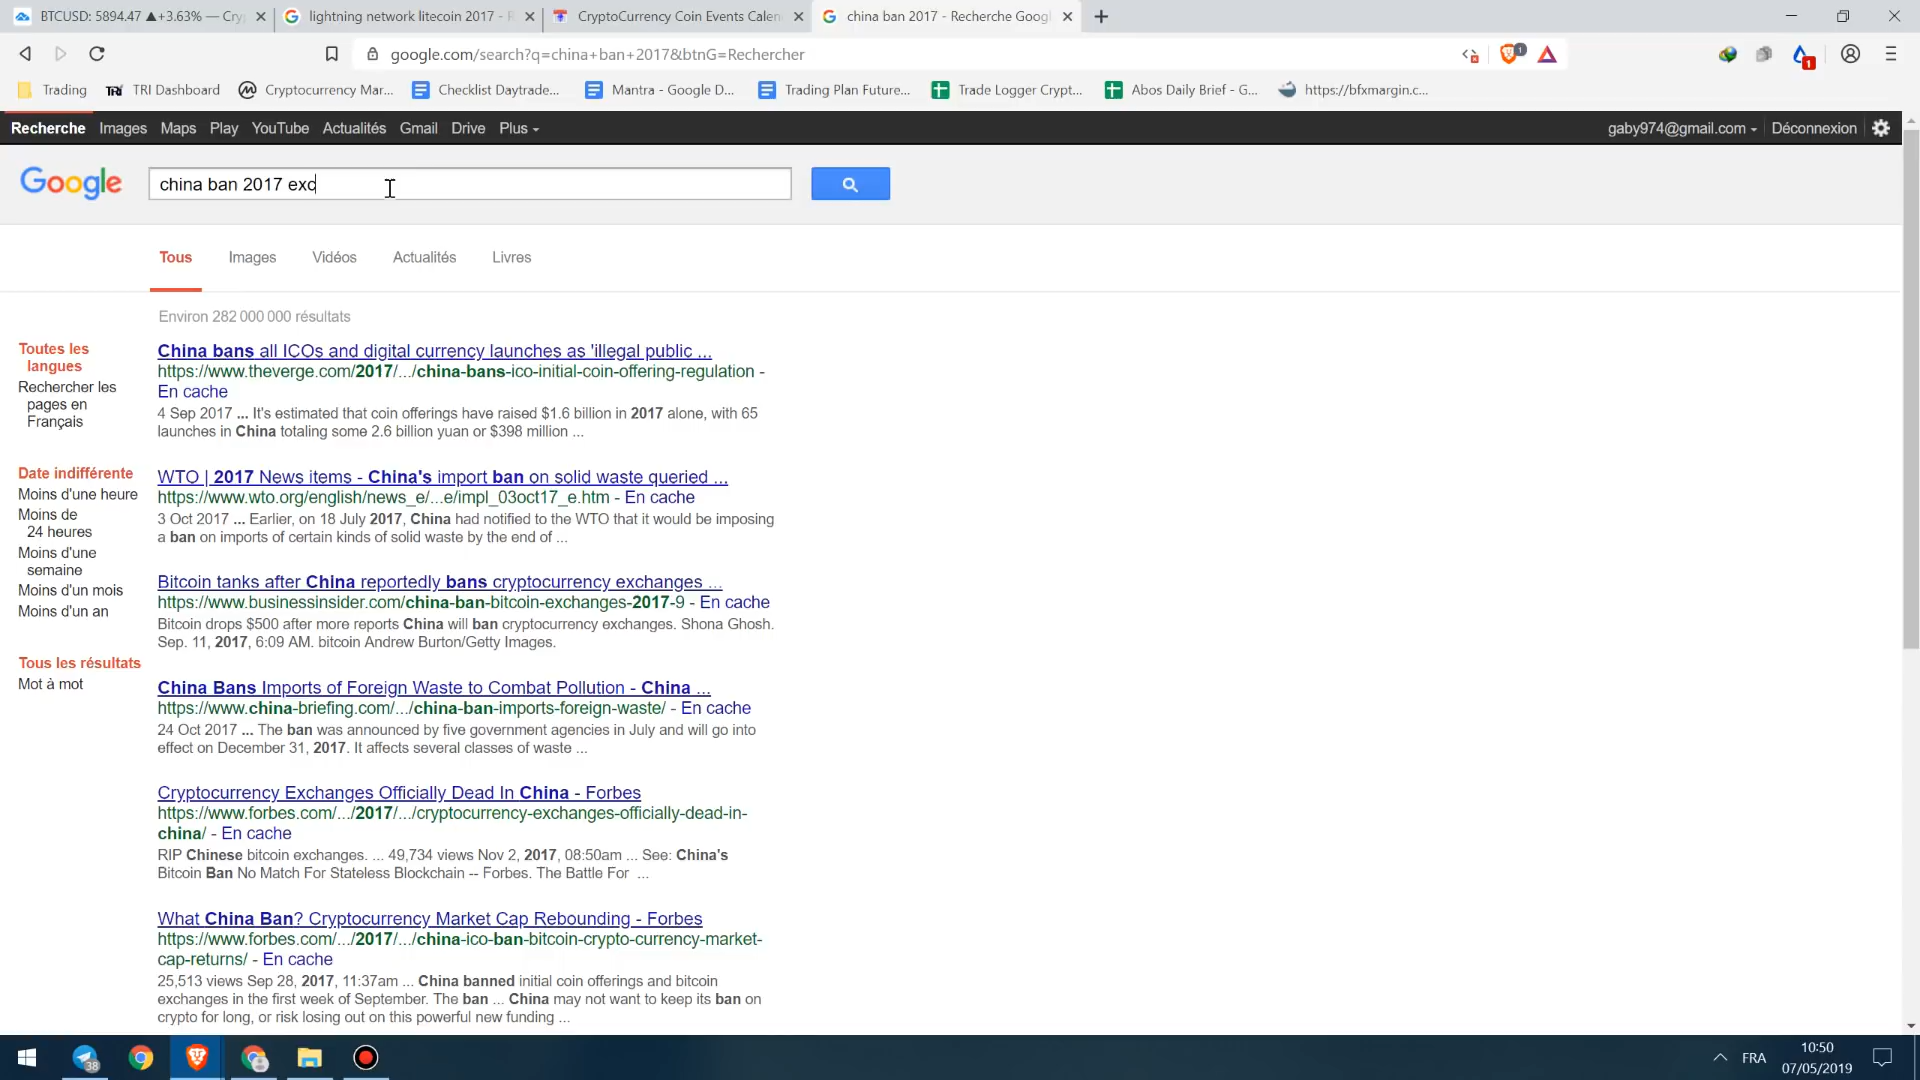 BTCUSD: 5894.47 ▲+3.63% — Cry
lightning network litecoin 2017 - R
CryptoCurrency Coin Events Calen
china ban 2017 - Recherche Goog
google.com/search?q=china+ban+2017&btnG=Rechercher
1
1
Trading
TRI Dashboard
Cryptocurrency Mar...
Checklist Daytrade...
Mantra - Google D...
Trading Plan Future...
Trade Logger Crypt...
Abos Daily Brief - G...
https://bfxmargin.c...
Recherche Images Maps Play YouTube Actualités Gmail Drive Plus
gaby974@gmail.com Déconnexion
Google
china ban 2017 exc
Tous Images Vidéos Actualités Livres
Environ 282 000 000 résultats
Toutes les
langues
Rechercher les
pages en
Français
Date indifférente
Moins d'une heure
Moins de
24 heures
Moins d'une
semaine
Moins d'un mois
Moins d'un an
Tous les résultats
Mot à mot
China bans all ICOs and digital currency launches as 'illegal public ...
https://www.theverge.com/2017/.../china-bans-ico-initial-coin-offering-regulation -
En cache
4 Sep 2017 ... It's estimated that coin offerings have raised $1.6 billion in 2017 alone, with 65
launches in China totaling some 2.6 billion yuan or $398 million ...
WTO | 2017 News items - China's import ban on solid waste queried ...
https://www.wto.org/english/news_e/...e/impl_03oct17_e.htm - En cache
3 Oct 2017 ... Earlier, on 18 July 2017, China had notified to the WTO that it would be imposing
a ban on imports of certain kinds of solid waste by the end of ...
Bitcoin tanks after China reportedly bans cryptocurrency exchanges ...
https://www.businessinsider.com/china-ban-bitcoin-exchanges-2017-9 - En cache
Bitcoin drops $500 after more reports China will ban cryptocurrency exchanges. Shona Ghosh.
Sep. 11, 2017, 6:09 AM. bitcoin Andrew Burton/Getty Images.
China Bans Imports of Foreign Waste to Combat Pollution - China ...
https://www.china-briefing.com/.../china-ban-imports-foreign-waste/ - En cache
24 Oct 2017 ... The ban was announced by five government agencies in July and will go into
effect on December 31, 2017. It affects several classes of waste ...
Cryptocurrency Exchanges Officially Dead In China - Forbes
https://www.forbes.com/.../2017/.../cryptocurrency-exchanges-officially-dead-in-
china/ - En cache
RIP Chinese bitcoin exchanges. ... 49,734 views Nov 2, 2017, 08:50am ... See: China's
Bitcoin Ban No Match For Stateless Blockchain -- Forbes. The Battle For ...
What China Ban? Cryptocurrency Market Cap Rebounding - Forbes
https://www.forbes.com/.../2017/.../china-ico-ban-bitcoin-crypto-currency-market-
cap-returns/ - En cache
25,513 views Sep 28, 2017, 11:37am ... China banned initial coin offerings and bitcoin
exchanges in the first week of September. The ban ... China may not want to keep its ban on
crypto for long, or risk losing out on this powerful new funding ...
38
FRA
10:50
07/05/2019